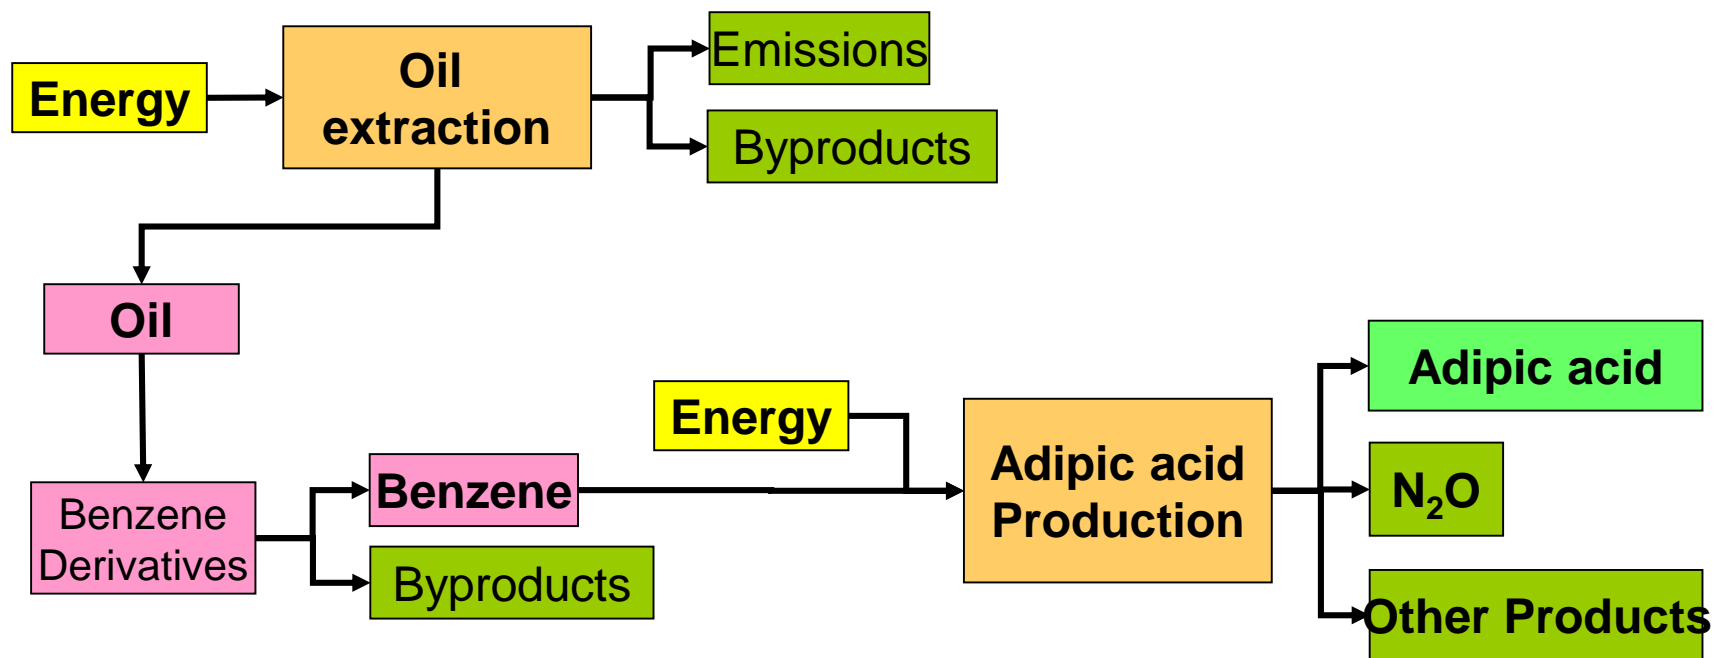 Energy
Oil
extraction
Emissions
Byproducts
Oil
Benzene
Derivatives
Benzene
Byproducts
Energy
Adipic acid
Production
Adipic acid
N₂O
Other Products